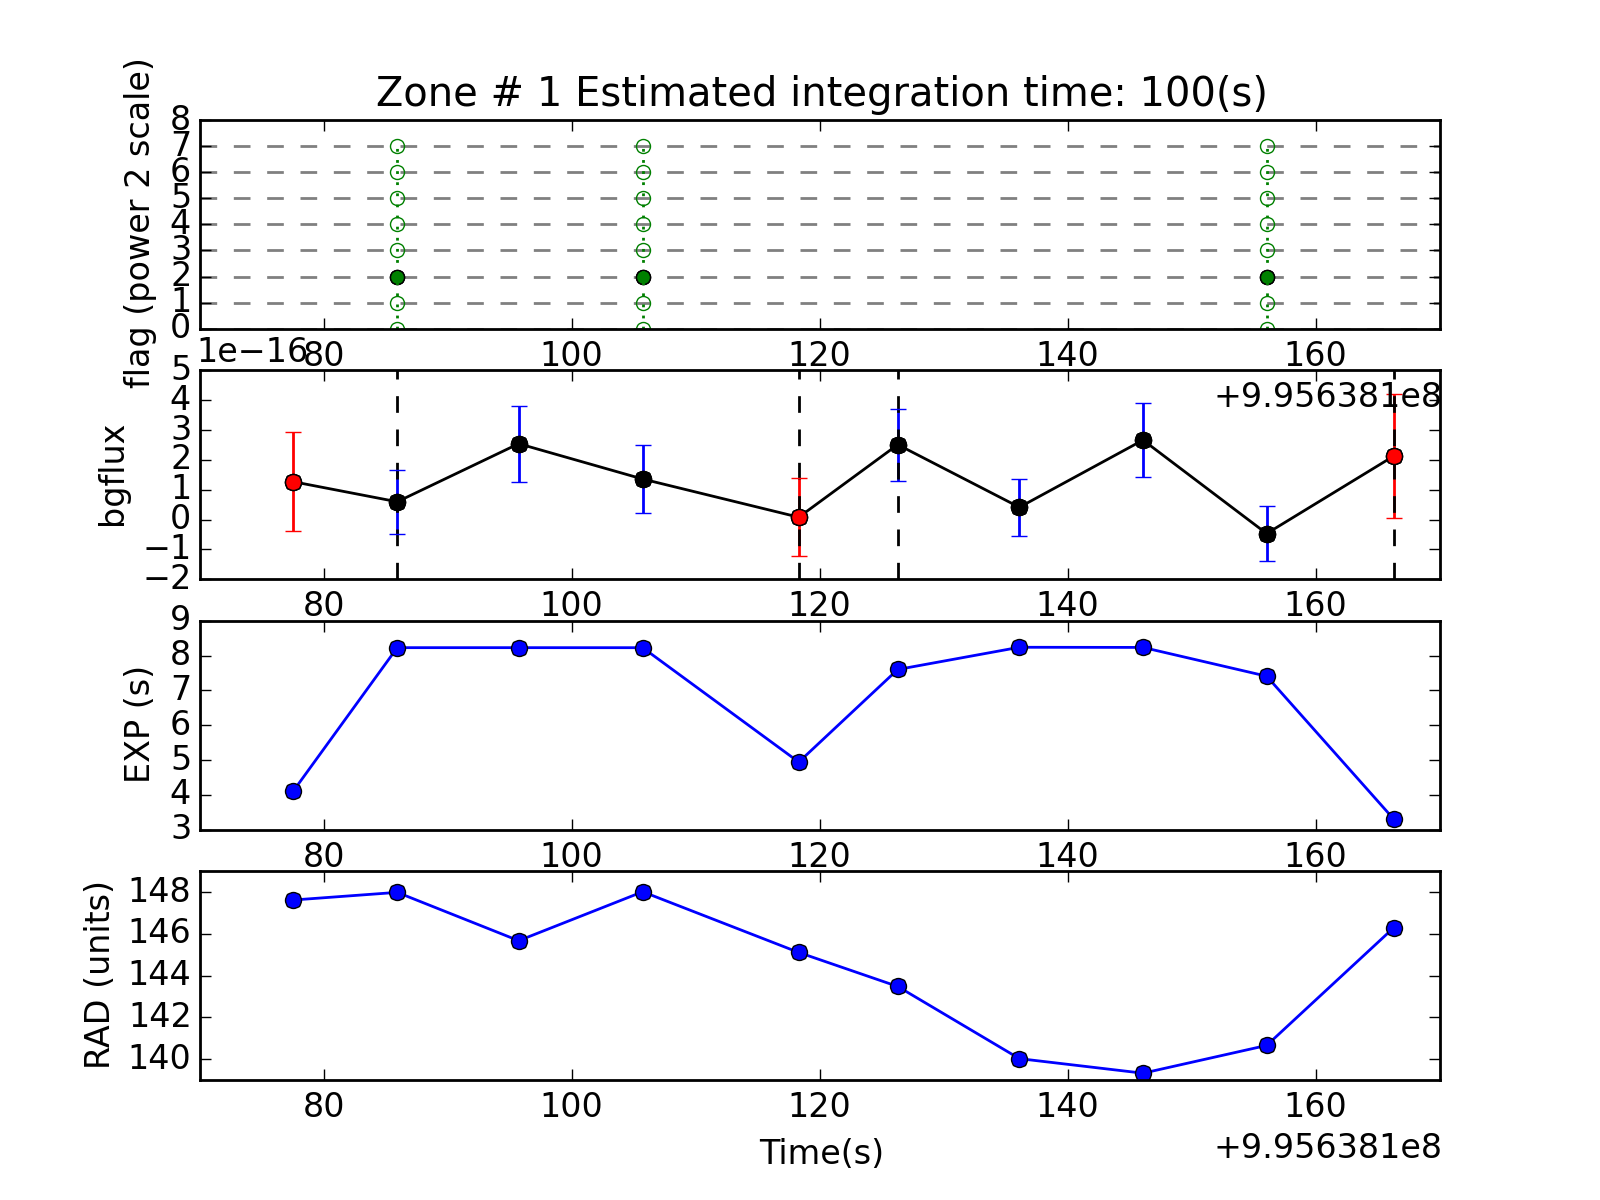 Zone # 1 Estimated integration time: 100(s)
flag (power 2 scale)
8
7
6
5
4
3
2
1
0
80 100 120 140 160
+9.956381e8
1e−16
bgflux
5
4
3
2
1
0
−1
−2
80 100 120 140 160
EXP (s)
9
8
7
6
5
4
3
80 100 120 140 160
RAD (units)
148
146
144
142
140
80 100 120 140 160
Time(s)
+9.956381e8